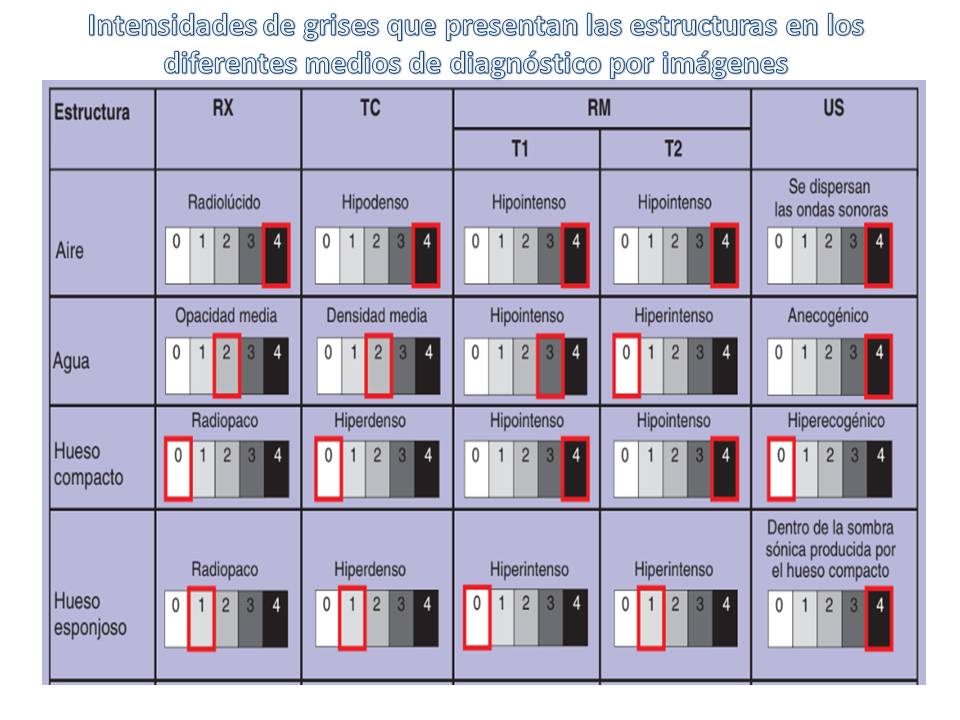 Intensidades de grises que presentan las estructuras en los
diferentes medios de diagnóstico por imágenes
Estructura RX TC RM US
T1 T2
Aire
Radiolúcido
0 1 2 3 4
Hipodenso
0 1 2 3 4
Hipointenso
0 1 2 3 4
Hipointenso
0 1 2 3 4
Se dispersan
las ondas sonoras
0 1 2 3 4
Agua
Opacidad media
0 1 2 3 4
Densidad media
0 1 2 3 4
Hipointenso
0 1 2 3 4
Hiperintenso
0 1 2 3 4
Anecogénico
0 1 2 3 4
Hueso
compacto
Radiopaco
0 1 2 3 4
Hiperdenso
0 1 2 3 4
Hipointenso
0 1 2 3 4
Hipointenso
0 1 2 3 4
Hiperecogénico
0 1 2 3 4
Hueso
esponjoso
Radiopaco
0 1 2 3 4
Hiperdenso
0 1 2 3 4
Hiperintenso
0 1 2 3 4
Hiperintenso
0 1 2 3 4
Dentro de la sombra
sónica producida por
el hueso compacto
0 1 2 3 4